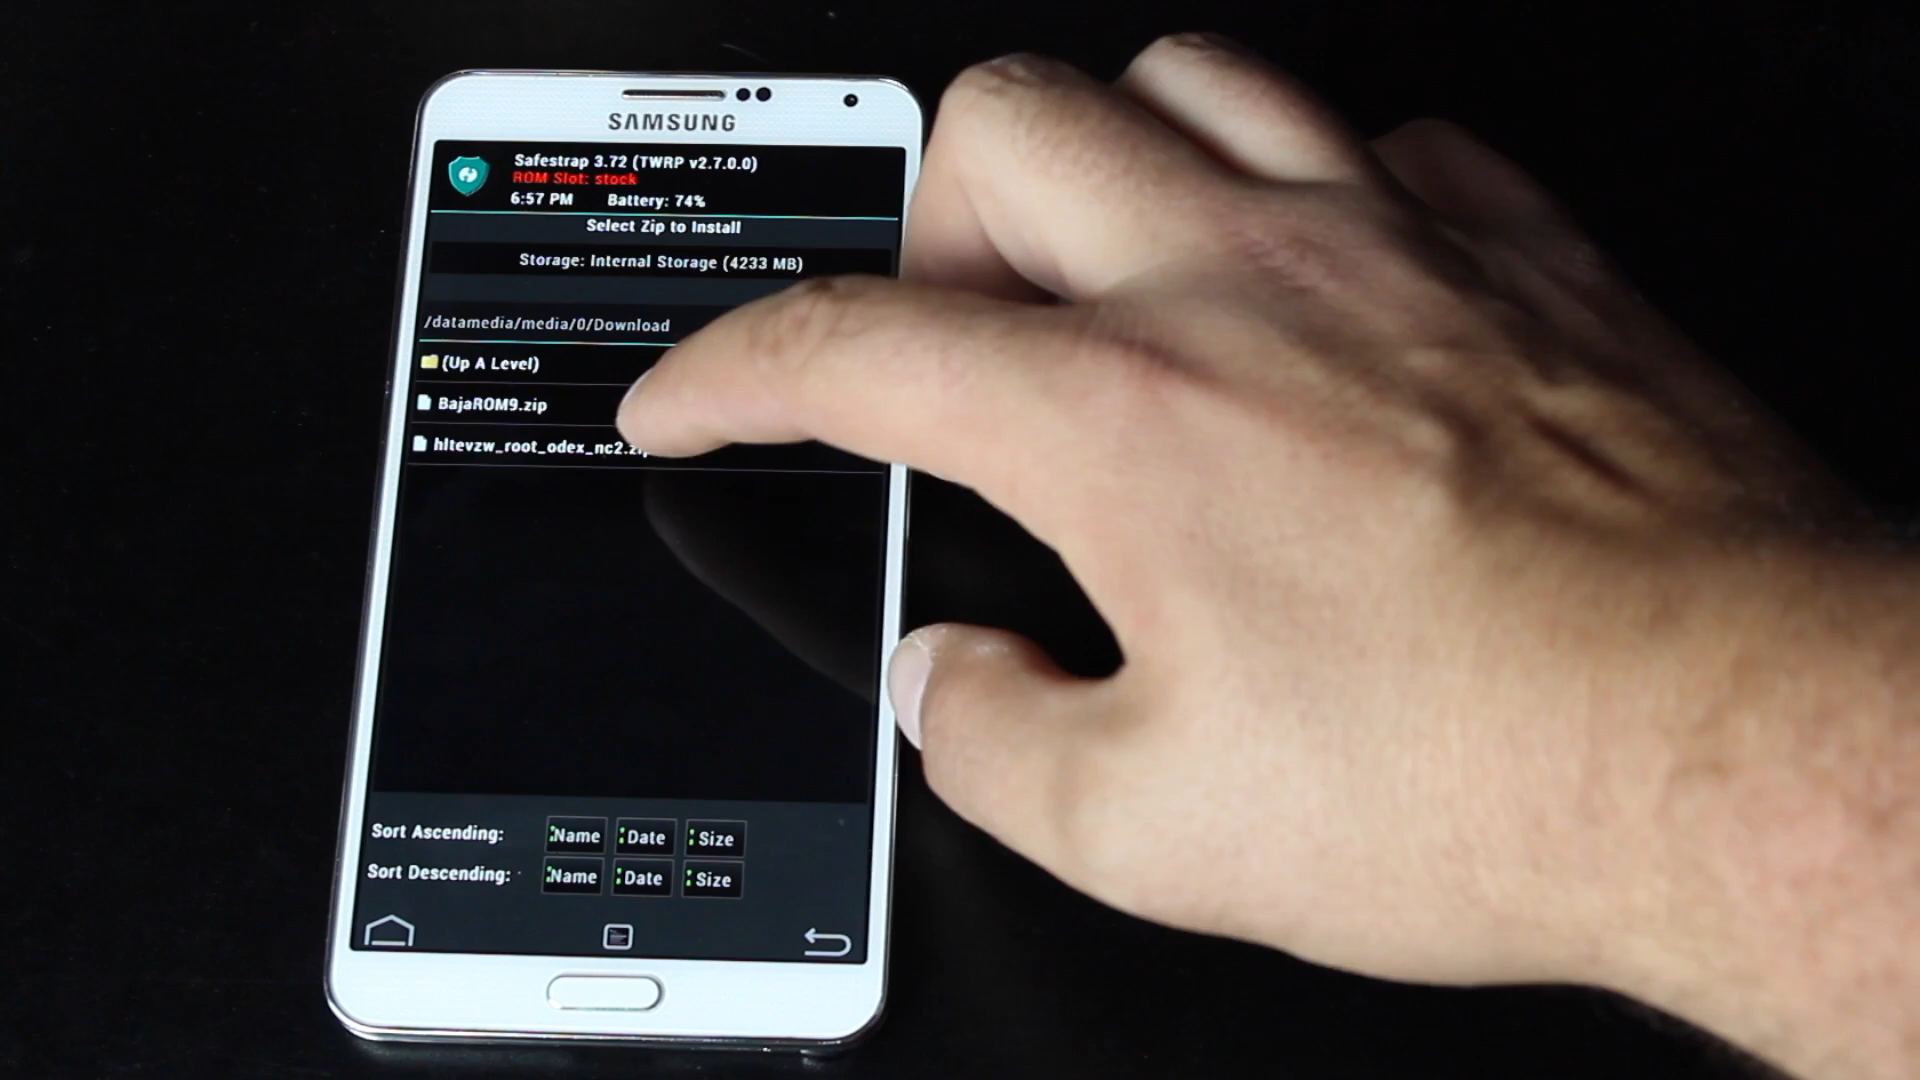 SAMSUNG
Safestrap 3.72 (TWRP v2.7.0.0)
ROM Slot: stock
6:57 PM Battery: 74%
Select Zip to Install
Storage: Internal Storage (4233 MB)
/datamedia/media/0/Download
(Up A Level)
BajaROM9.zip
hltevzw_root_odex_nc2.zip
Sort Ascending: Name Date Size
Sort Descending: Name Date Size